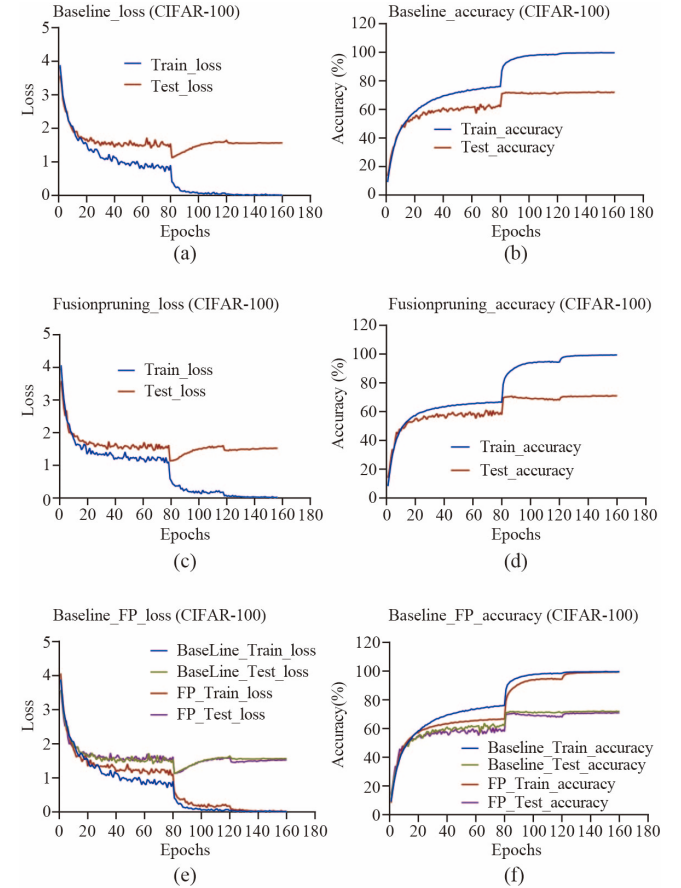 Baseline_loss (CIFAR-100)
5
4
3
2
1
0
Loss
Train_loss
Test_loss
0 20 40 60 80 100 120 140 160 180
Epochs
(a)
Baseline_accuracy (CIFAR-100)
120
100
80
60
40
20
0
Accuracy (%)
Train_accuracy
Test_accuracy
0 20 40 60 80 100 120 140 160 180
Epochs
(b)
Fusionpruning_loss (CIFAR-100)
5
4
3
2
1
0
Loss
Train_loss
Test_loss
0 20 40 60 80 100 120 140 160 180
Epochs
(c)
Fusionpruning_accuracy (CIFAR-100)
120
100
80
60
40
20
0
Accuracy (%)
Train_accuracy
Test_accuracy
0 20 40 60 80 100 120 140 160 180
Epochs
(d)
Baseline_FP_loss (CIFAR-100)
5
4
3
2
1
0
Loss
BaseLine_Train_loss
BaseLine_Test_loss
FP_Train_loss
FP_Test_loss
0 20 40 60 80 100 120 140 160 180
Epochs
(e)
Baseline_FP_accuracy (CIFAR-100)
120
100
80
60
40
20
0
Accuracy(%)
Baseline_Train_accuracy
Baseline_Test_accuracy
FP_Train_accuracy
FP_Test_accuracy
0 20 40 60 80 100 120 140 160 180
Epochs
(f)